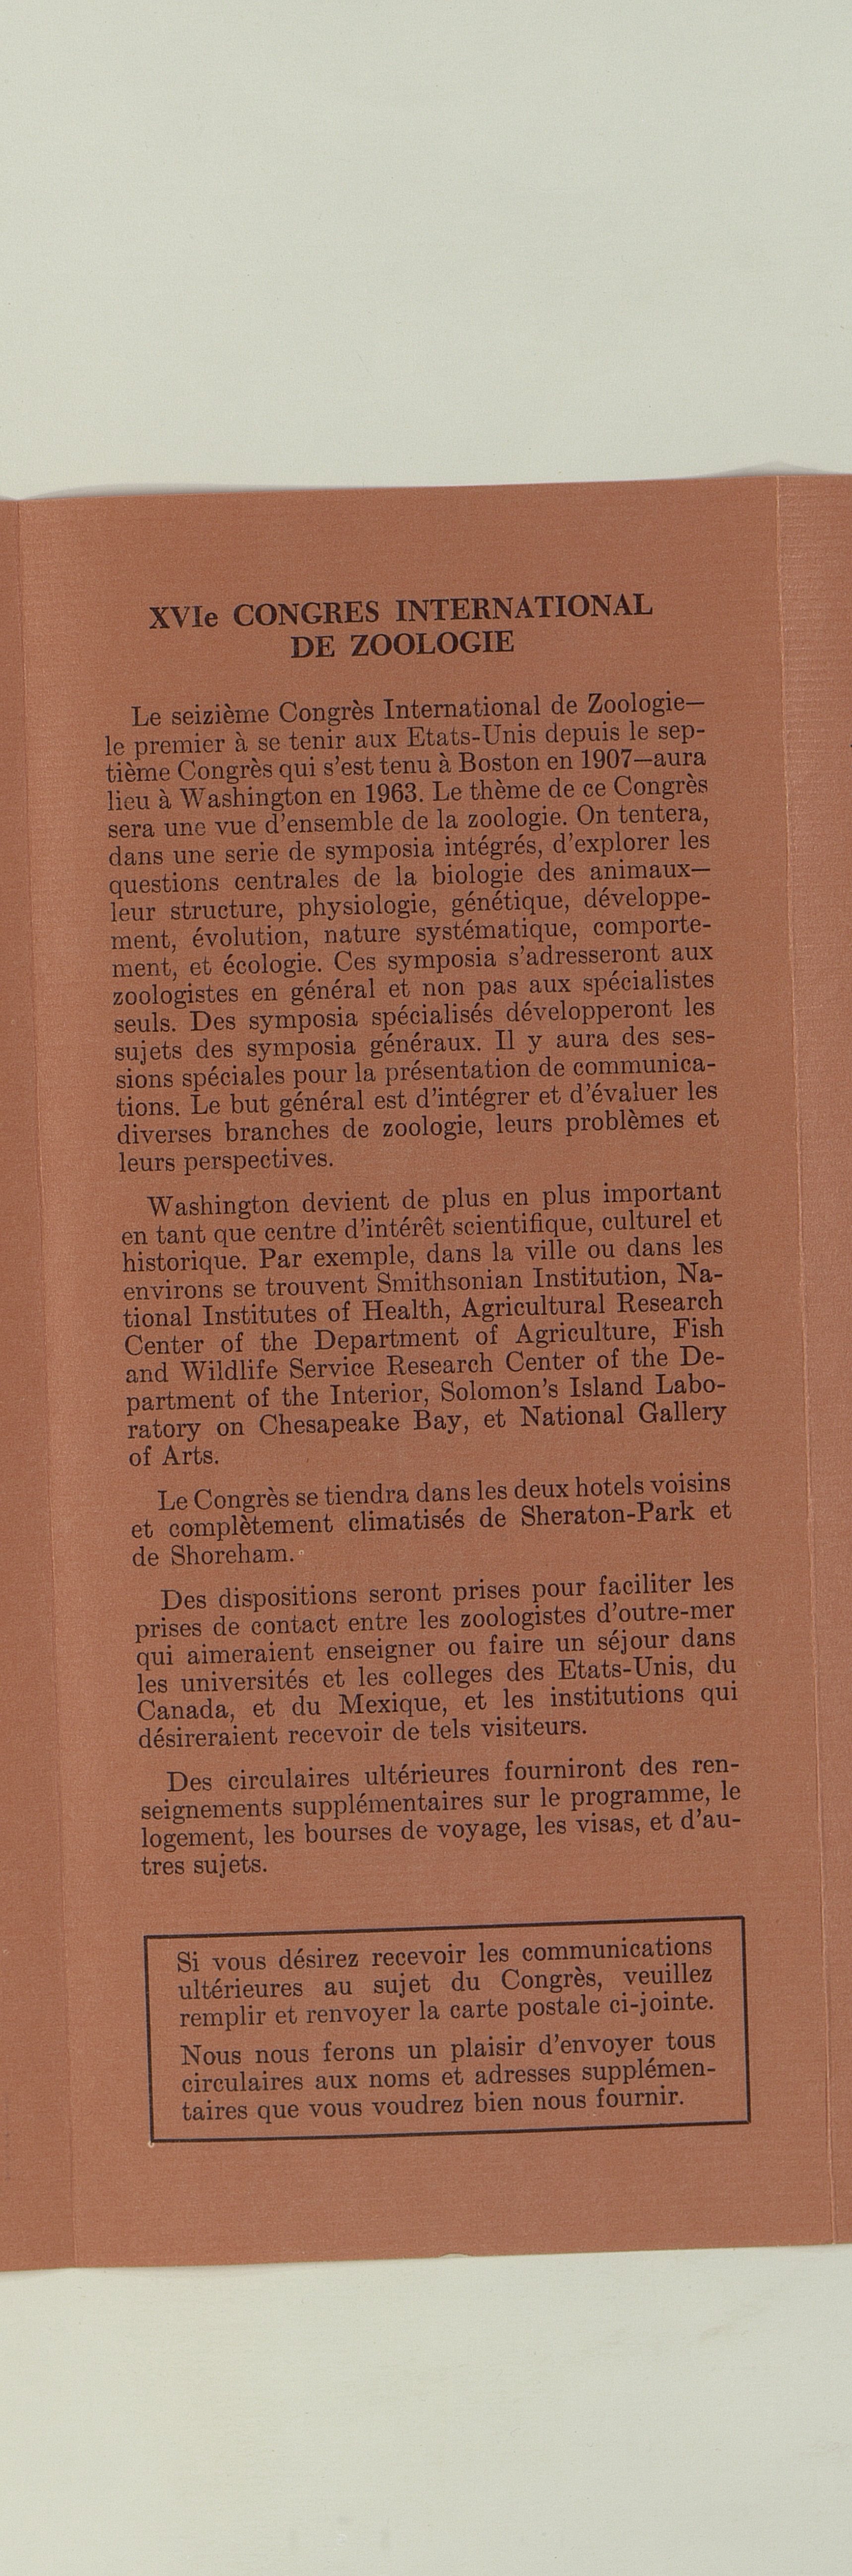 XVIe CONGRES INTERNATIONAL
DE ZOOLOGIE
Le seizième Congrès International de Zoologie—
le premier à se tenir aux Etats-Unis depuis le sep-
tième Congrès qui s'est tenu à Boston en 1907—aura
lieu à Washington en 1963. Le thème de ce Congrès
sera une vue d'ensemble de la zoologie. On tentera,
dans une serie de symposia intégrés, d'explorer les
questions centrales de la biologie des animaux—
leur structure, physiologie, génétique, développe-
ment, évolution, nature systématique, comporte-
ment, et écologie. Ces symposia s'adresseront aux
zoologistes en général et non pas aux spécialistes
seuls. Des symposia spécialisés développeront les
sujets des symposia généraux. Il y aura des ses-
sions spéciales pour la présentation de communica-
tions. Le but général est d'intégrer et d'évaluer les
diverses branches de zoologie, leurs problèmes et
leurs perspectives.
Washington devient de plus en plus important
en tant que centre d'intérêt scientifique, culturel et
historique. Par exemple, dans la ville ou dans les
environs se trouvent Smithsonian Institution, Na-
tional Institutes of Health, Agricultural Research
Center of the Department of Agriculture, Fish
and Wildlife Service Research Center of the De-
partment of the Interior, Solomon's Island Labo-
ratory on Chesapeake Bay, et National Gallery
of Arts.
Le Congrès se tiendra dans les deux hotels voisins
et complètement climatisés de Sheraton-Park et
de Shoreham.
Des dispositions seront prises pour faciliter les
prises de contact entre les zoologistes d'outre-mer
qui aimeraient enseigner ou faire un séjour dans
les universités et les colleges des Etats-Unis, du
Canada, et du Mexique, et les institutions qui
désireraient recevoir de tels visiteurs.
Des circulaires ultérieures fourniront des ren-
seignements supplémentaires sur le programme, le
logement, les bourses de voyage, les visas, et d'au-
tres sujets.
Si vous désirez recevoir les communications
ultérieures au sujet du Congrès, veuillez
remplir et renvoyer la carte postale ci-jointe.
Nous nous ferons un plaisir d'envoyer tous
circulaires aux noms et adresses supplémen-
taires que vous voudrez bien nous fournir.